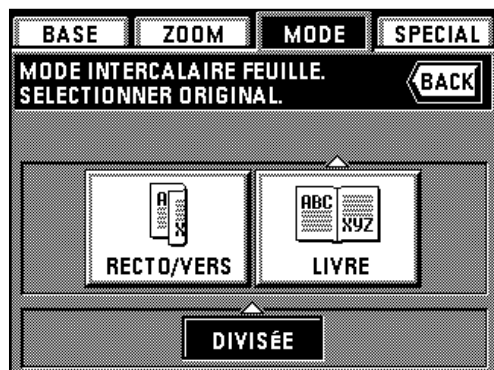 BASE ZOOM MODE SPECIAL
MODE INTERCALAIRE FEUILLE.
SELECTIONNER ORIGINAL.
BACK
A X
ABC XYZ
RECTO/VERS LIVRE
DIVISÉE